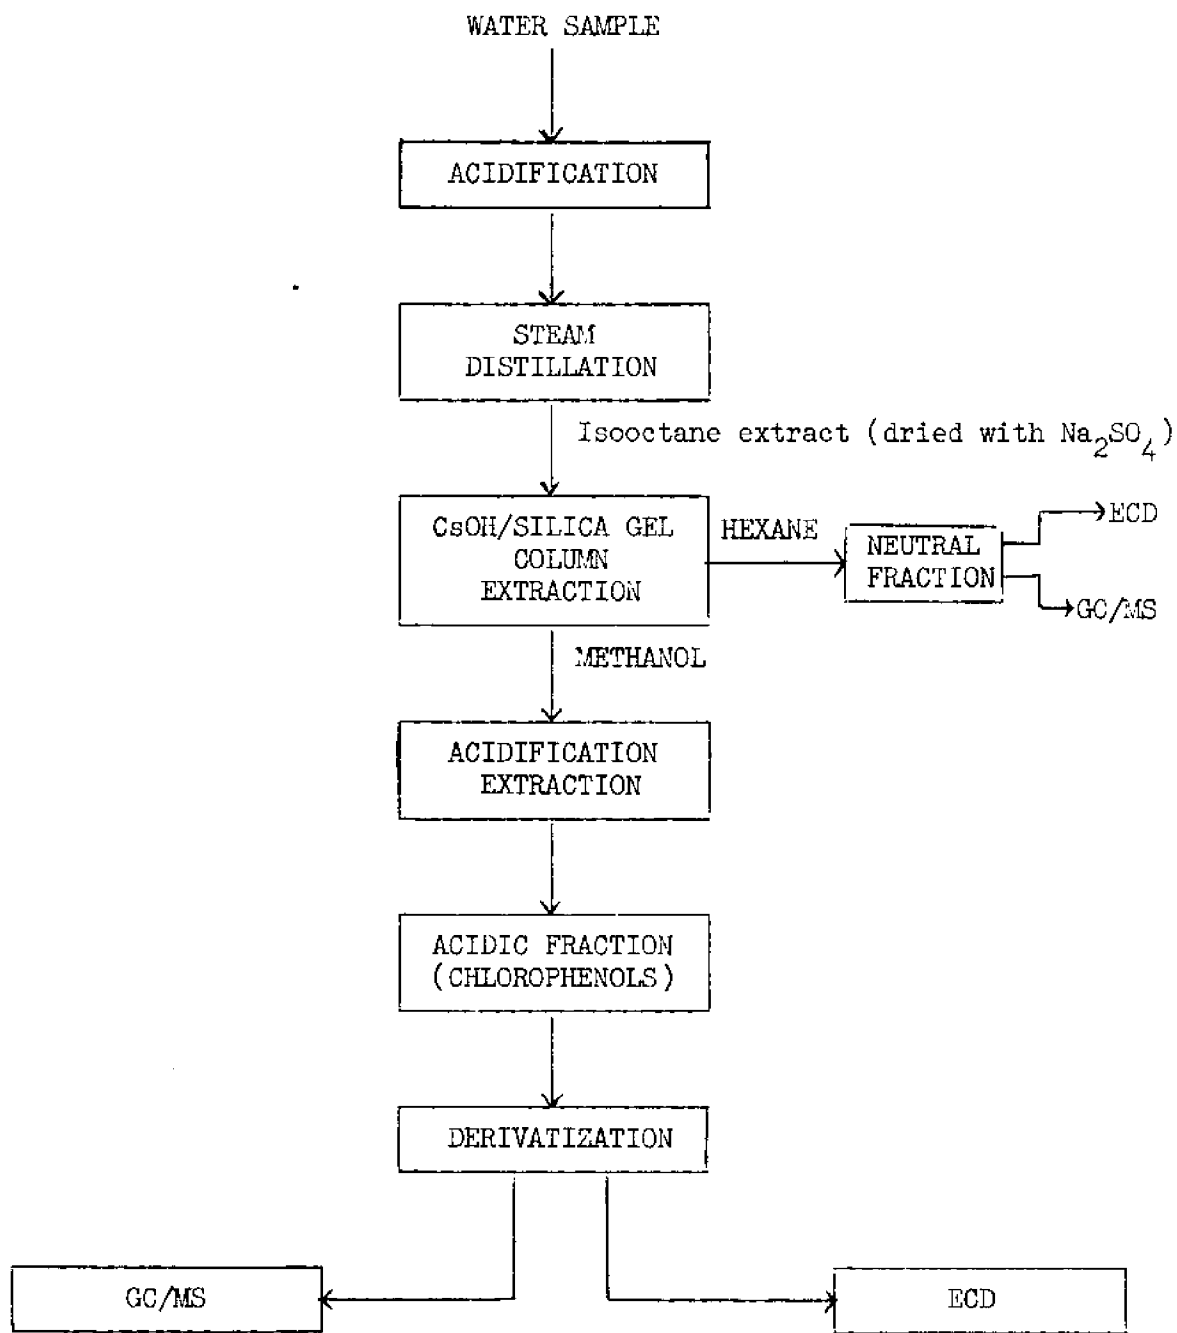 WATER SAMPLE
ACIDIFICATION
STEAM
DISTILLATION
Isooctane extract (dried with Na₂SO₄)
CsOH/SILICA GEL
COLUMN
EXTRACTION
HEXANE
NEUTRAL
FRACTION
ECD
GC/MS
METHANOL
ACIDIFICATION
EXTRACTION
ACIDIC FRACTION
(CHLOROPHENOLS)
DERIVATIZATION
GC/MS
ECD